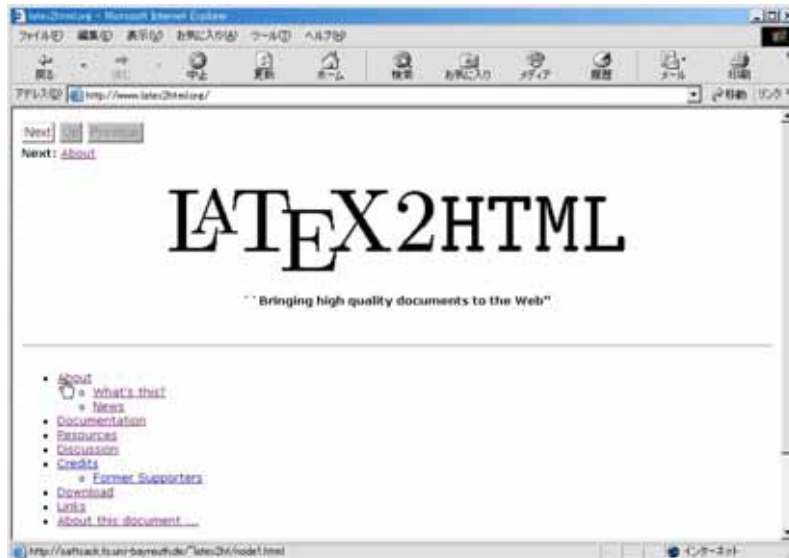 latex2html.org - Microsoft Internet Explorer
ファイル(F) 編集(E) 表示(V) お気に入り(A) ツール(T) ヘルプ(H)
戻る 進む 中止 更新 ホーム 検索 お気に入り メディア 履歴 メール 印刷
アドレス(D) http://www.latex2html.org/ 移動 リンク
Next Up Previous
Next: About
LATEX2HTML
``Bringing high quality documents to the Web"
• About
What's this?
News
• Documentation
• Resources
• Discussion
• Credits
Former Supporters
• Download
• Links
• About this document ...
http://saftsack.fs.uni-bayreuth.de/~latex2ht/node1.html インターネット